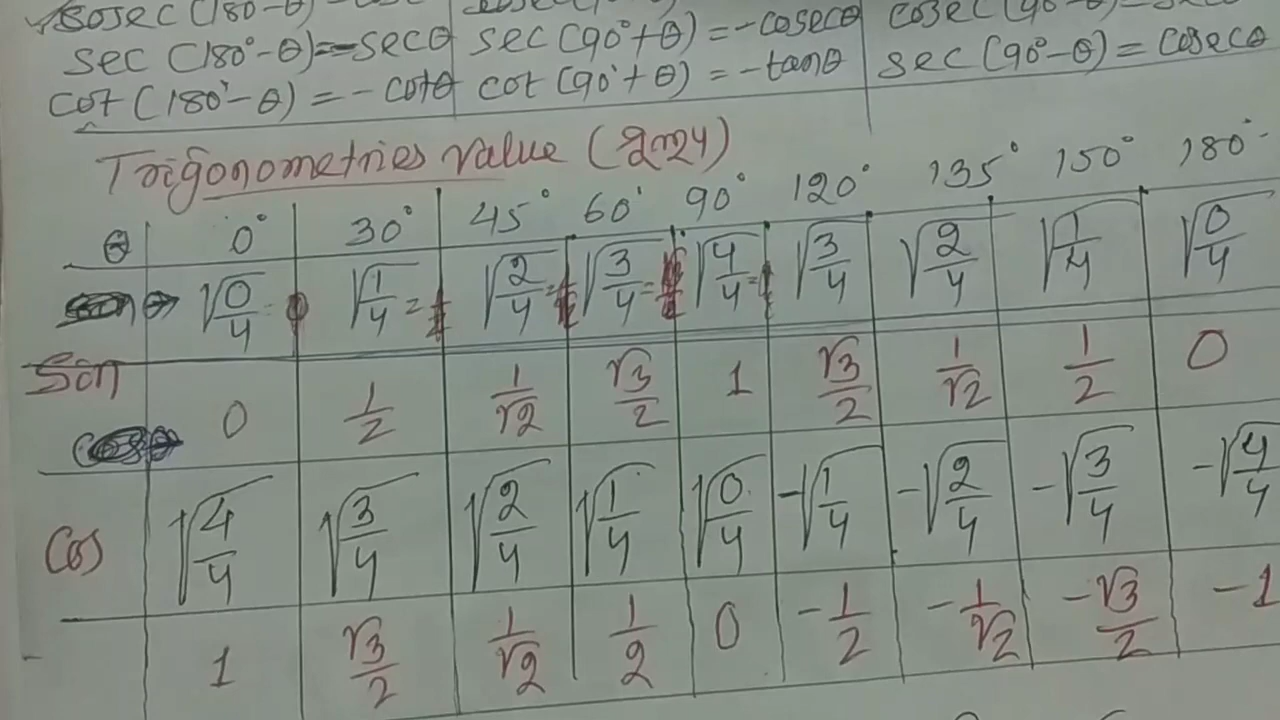 cosec (180°-θ)
sec (180°-θ)=-secθ sec (90°+θ) = -cosecθ cosec (90°-θ)
cot (180°-θ) = -cotθ cot (90°+θ) = -tanθ sec (90°-θ) = cosecθ
Trigonometries value
θ 0° 30° 45° 60° 90° 120° 135° 150° 180°
√0/4 √1/4 = √2/4 = √3/4 = √4/4 = √3/4 √2/4 √1/4 √0/4
Sin 0 1/2 1/√2 √3/2 1 √3/2 1/√2 1/2 0
Cos √4/4 √3/4 √2/4 √1/4 √0/4 -√1/4 -√2/4 -√3/4 -√4/4
1 √3/2 1/√2 1/2 0 -1/2 -1/√2 -√3/2 -1